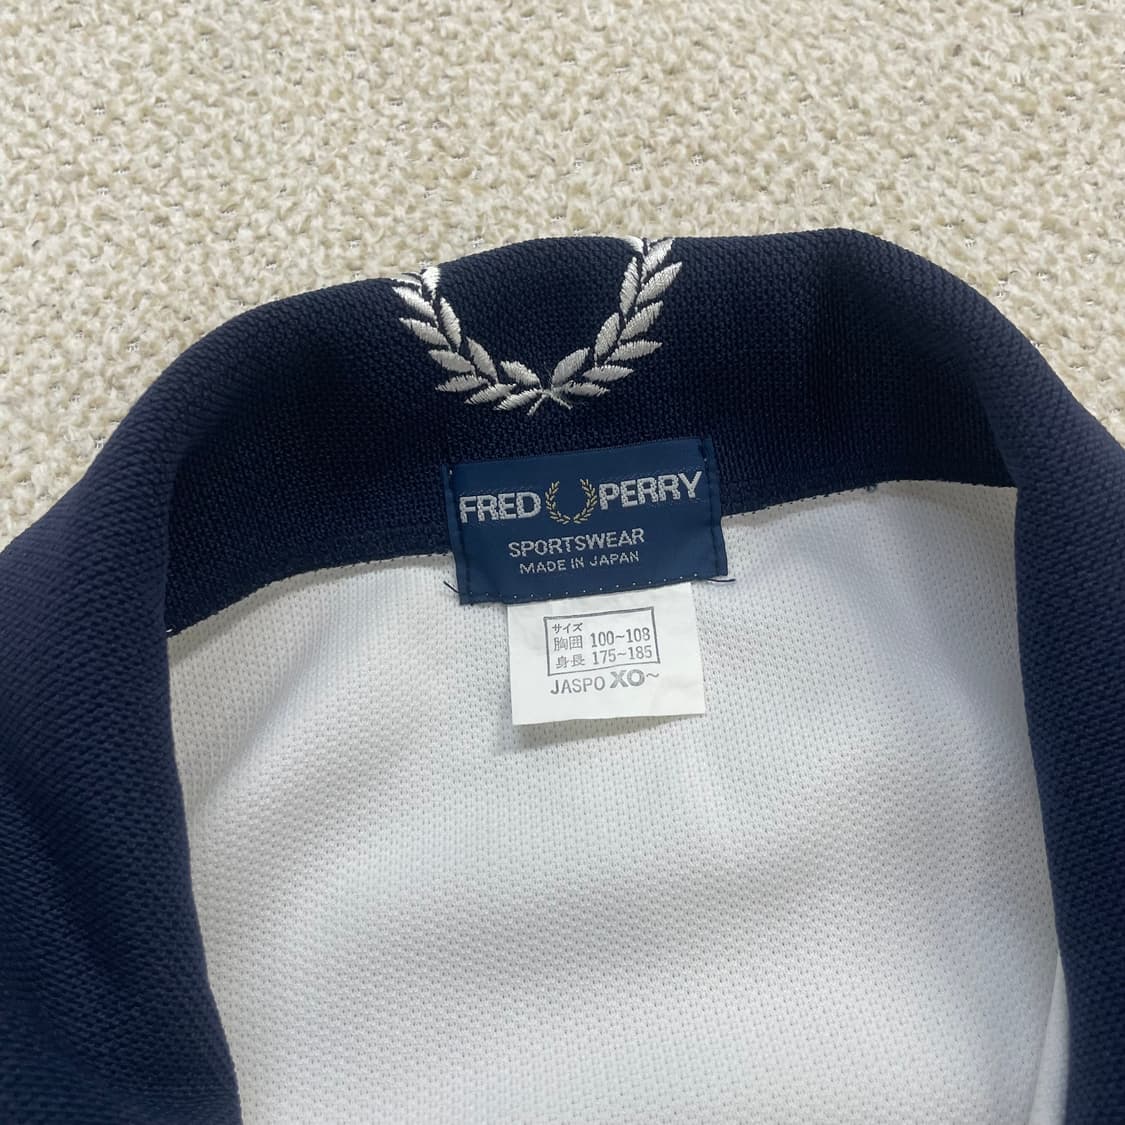 FRED PERRY
SPORTSWEAR
MADE IN JAPAN
サイズ
胸囲 100~108
身長 175~185
JASPO XO~